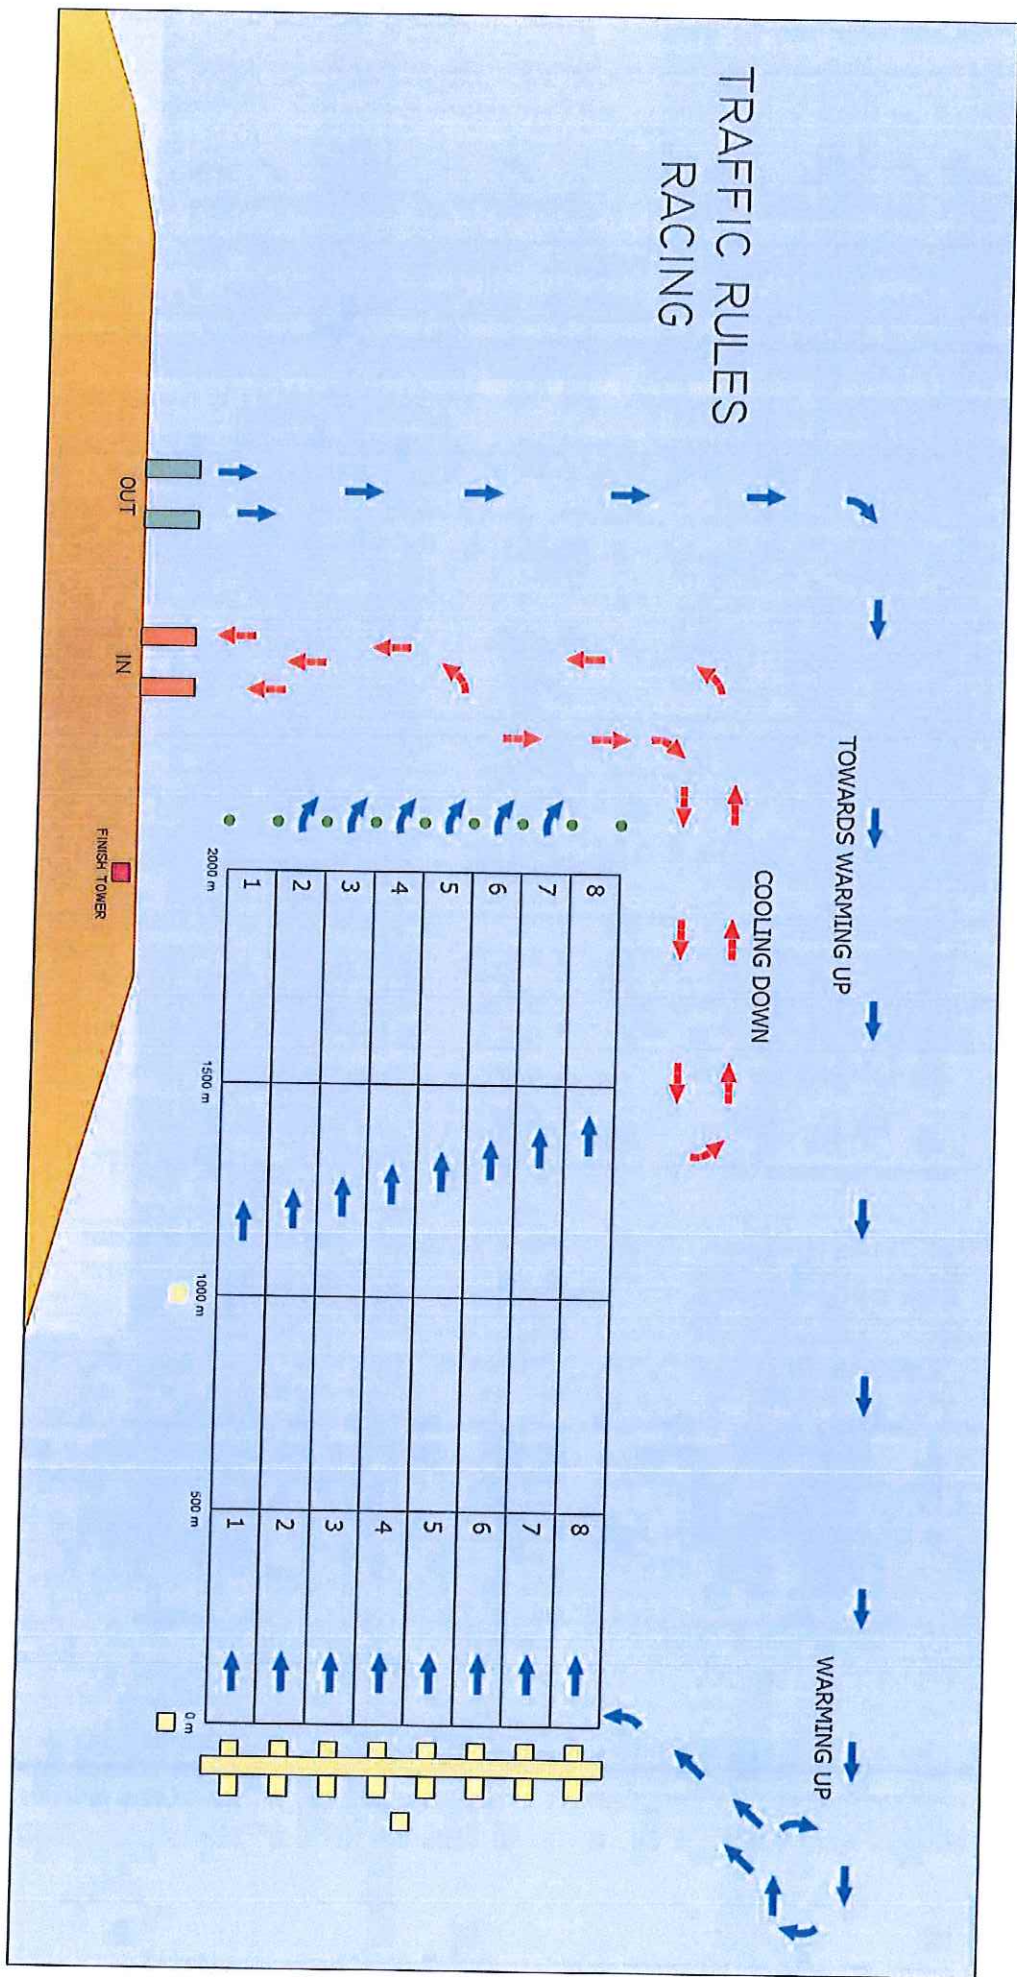 TRAFFIC RULES
RACING
TOWARDS WARMING UP
WARMING UP
COOLING DOWN
OUT
IN
FINISH TOWER
8
7
6
5
4
3
2
1
8
7
6
5
4
3
2
1
2000 m
1500 m
1000 m
500 m
0 m